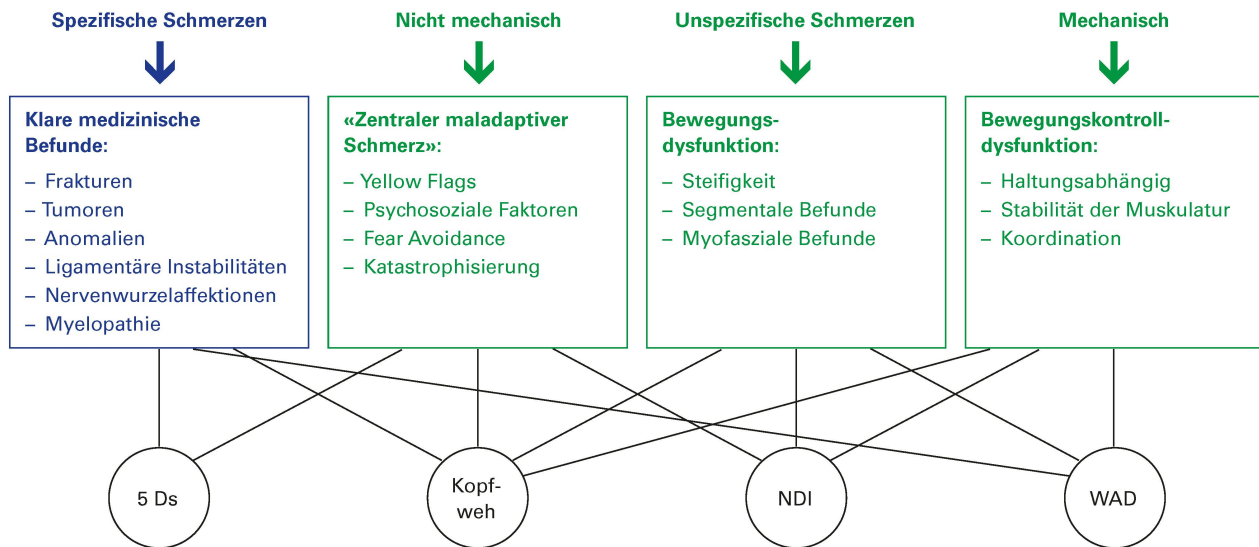 Spezifische Schmerzen
Nicht mechanisch
Unspezifische Schmerzen
Mechanisch
Klare medizinische
Befunde:
– Frakturen
– Tumoren
– Anomalien
– Ligamentäre Instabilitäten
– Nervenwurzelaffektionen
– Myelopathie
«Zentraler maladaptiver
Schmerz»:
– Yellow Flags
– Psychosoziale Faktoren
– Fear Avoidance
– Katastrophisierung
Bewegungs-
dysfunktion:
– Steifigkeit
– Segmentale Befunde
– Myofasziale Befunde
Bewegungskontroll-
dysfunktion:
– Haltungsabhängig
– Stabilität der Muskulatur
– Koordination
5 Ds
Kopf-
weh
NDI
WAD